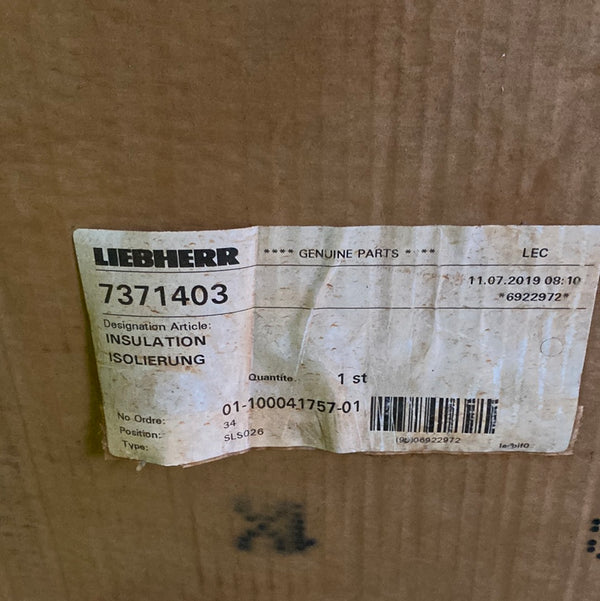 LIEBHERR **** GENUINE PARTS * ** LEC
7371403
11.07.2019 08:10
*6922972*
Designation Article:
INSULATION
ISOLIERUNG
Quantite. 1 st
No Ordre: 01-100041757-01
Position: 34
Type: SLS026
(90)06922972